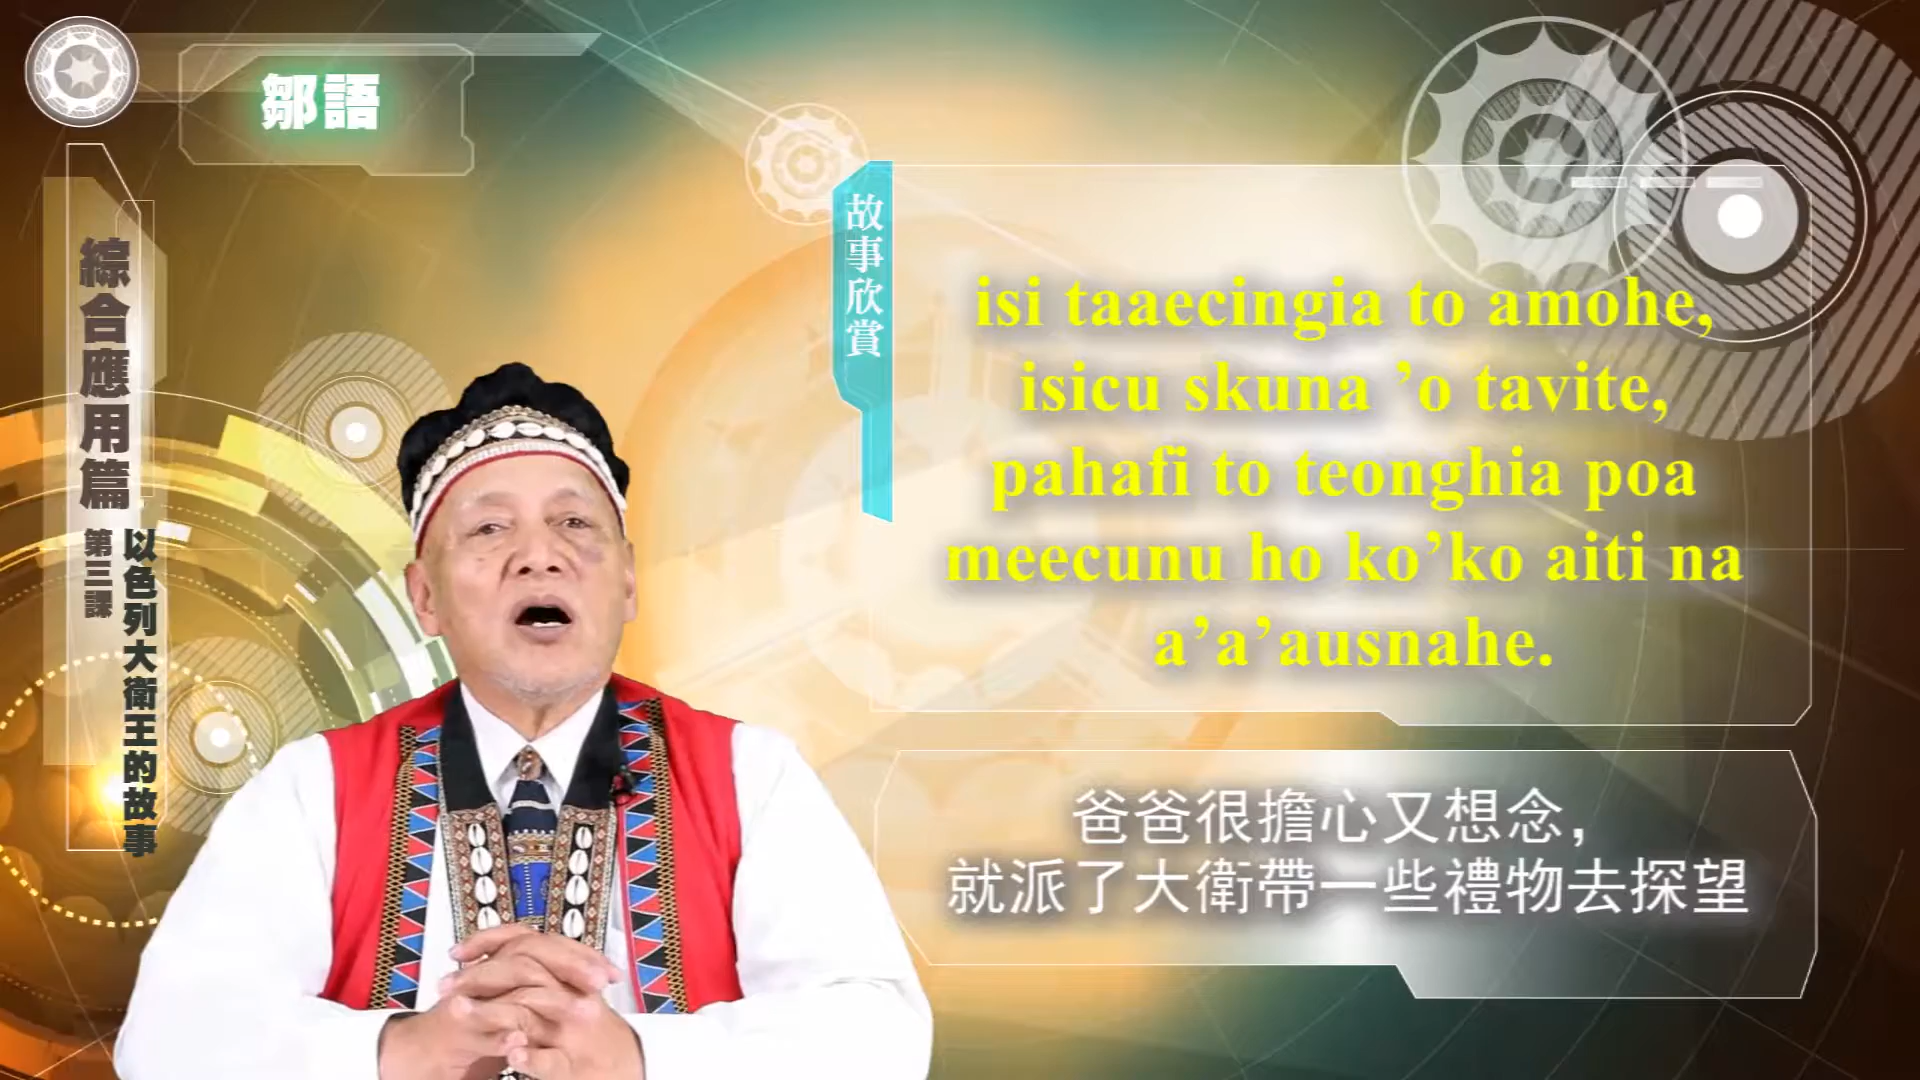 鄒語
綜合應用篇
第三課
以色列大衛王的故事
故事欣賞
isi taaecingia to amohe,
isicu skuna ’o tavite,
pahafi to teonghia poa
meecunu ho ko’ko aiti na
a’a’ausnahe.
爸爸很擔心又想念，
就派了大衛帶一些禮物去探望